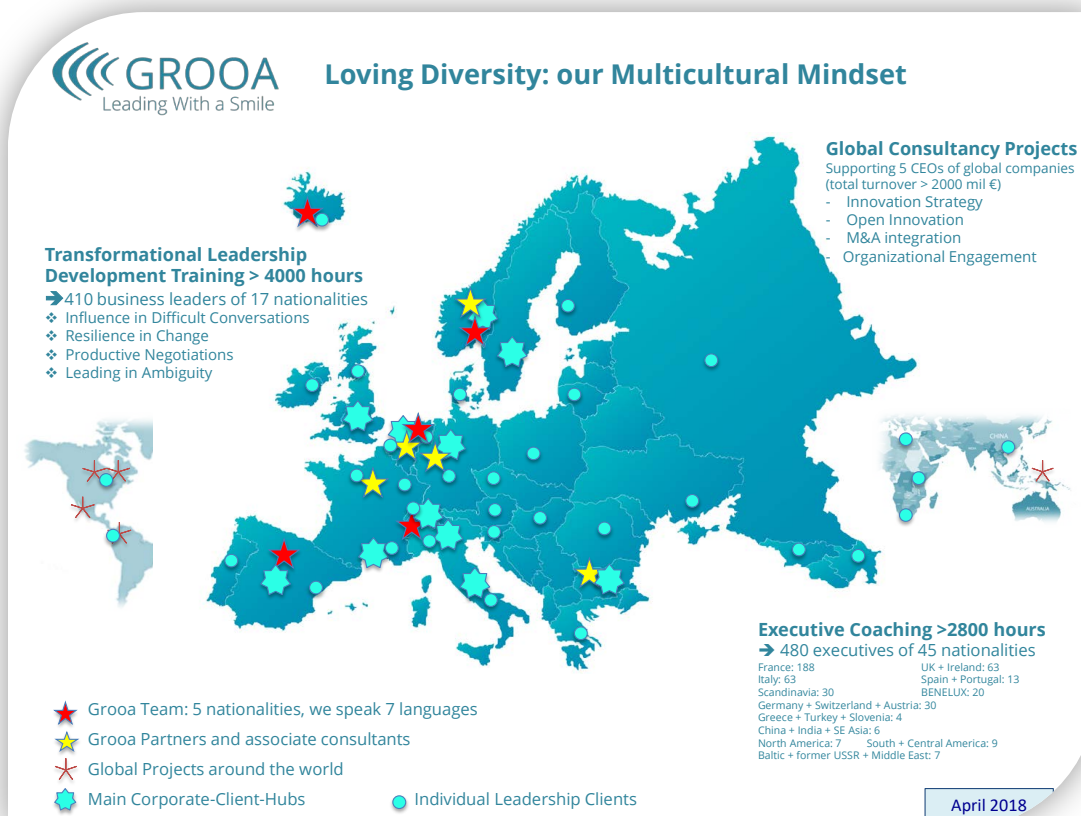 GROOA
Leading With a Smile
Loving Diversity: our Multicultural Mindset
Global Consultancy Projects
Supporting 5 CEOs of global companies
(total turnover > 2000 mil €)
- Innovation Strategy
- Open Innovation
- M&A integration
- Organizational Engagement
Transformational Leadership
Development Training > 4000 hours
➔410 business leaders of 17 nationalities
❖ Influence in Difficult Conversations
❖ Resilience in Change
❖ Productive Negotiations
❖ Leading in Ambiguity
CHINA
AUSTRALIA
Executive Coaching >2800 hours
➔ 480 executives of 45 nationalities
France: 188 UK + Ireland: 63
Italy: 63 Spain + Portugal: 13
Scandinavia: 30 BENELUX: 20
Germany + Switzerland + Austria: 30
Greece + Turkey + Slovenia: 4
China + India + SE Asia: 6
North America: 7 South + Central America: 9
Baltic + former USSR + Middle East: 7
Grooa Team: 5 nationalities, we speak 7 languages
Grooa Partners and associate consultants
Global Projects around the world
Main Corporate-Client-Hubs Individual Leadership Clients
April 2018